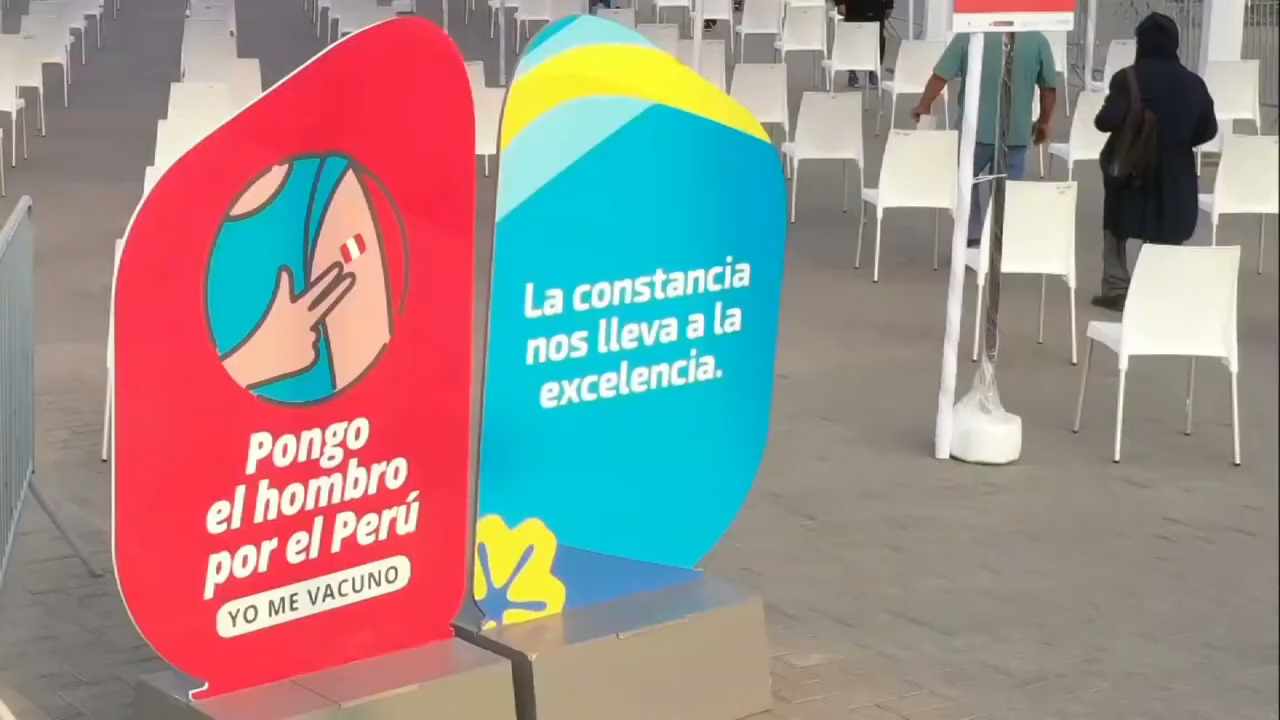 Pongo
el hombro
por el Perú
YO ME VACUNO
La constancia
nos lleva a la
excelencia.